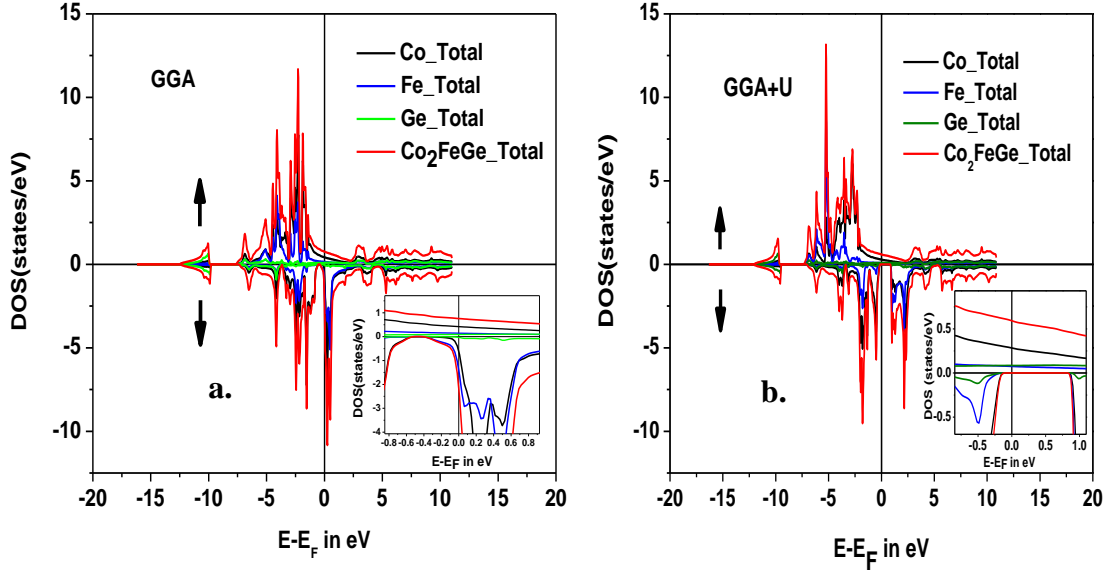 GGA
Co_Total
Fe_Total
Ge_Total
Co2FeGe_Total
DOS(states/eV)
15
10
5
0
-5
-10
a.
DOS(states/eV)
1
0
-1
-2
-3
-4
-0.8 -0.6 -0.4 -0.2 0.0 0.2 0.4 0.6 0.8
E-EF in eV
-20 -15 -10 -5 0 5 10 15 20
E-EF in eV
GGA+U
Co_Total
Fe_Total
Ge_Total
Co2FeGe_Total
DOS(states/eV)
15
10
5
0
-5
-10
b.
DOS (states/eV)
0.5
0.0
-0.5
-0.5 0.0 0.5 1.0
E-EF in eV
-20 -15 -10 -5 0 5 10 15 20
E-EF in eV